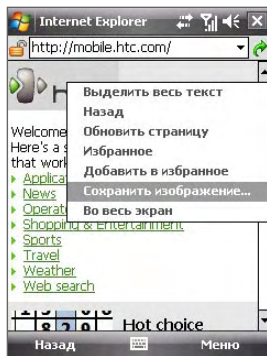 Internet Explorer
http://mobile.htc.com/
Выделить весь текст
Назад
Обновить страницу
Избранное
Добавить в избранное
Сохранить изображение...
Во весь экран
Welcome
Here's a s
that work
Applicat
News
Operat
Shopping & Entertainment
Sports
Travel
Weather
Web search
Hot choice
Назад
Меню